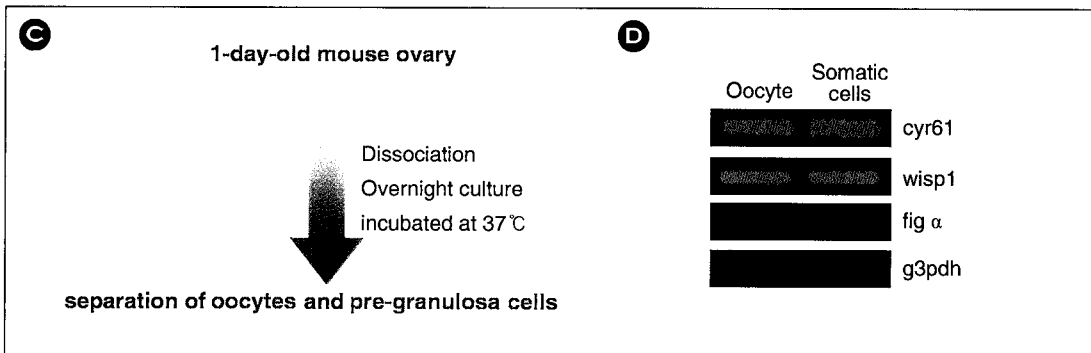 C
1-day-old mouse ovary
Dissociation
Overnight culture
incubated at 37℃
separation of oocytes and pre-granulosa cells
D
Oocyte
Somatic
cells
cyr61
wisp1
fig α
g3pdh